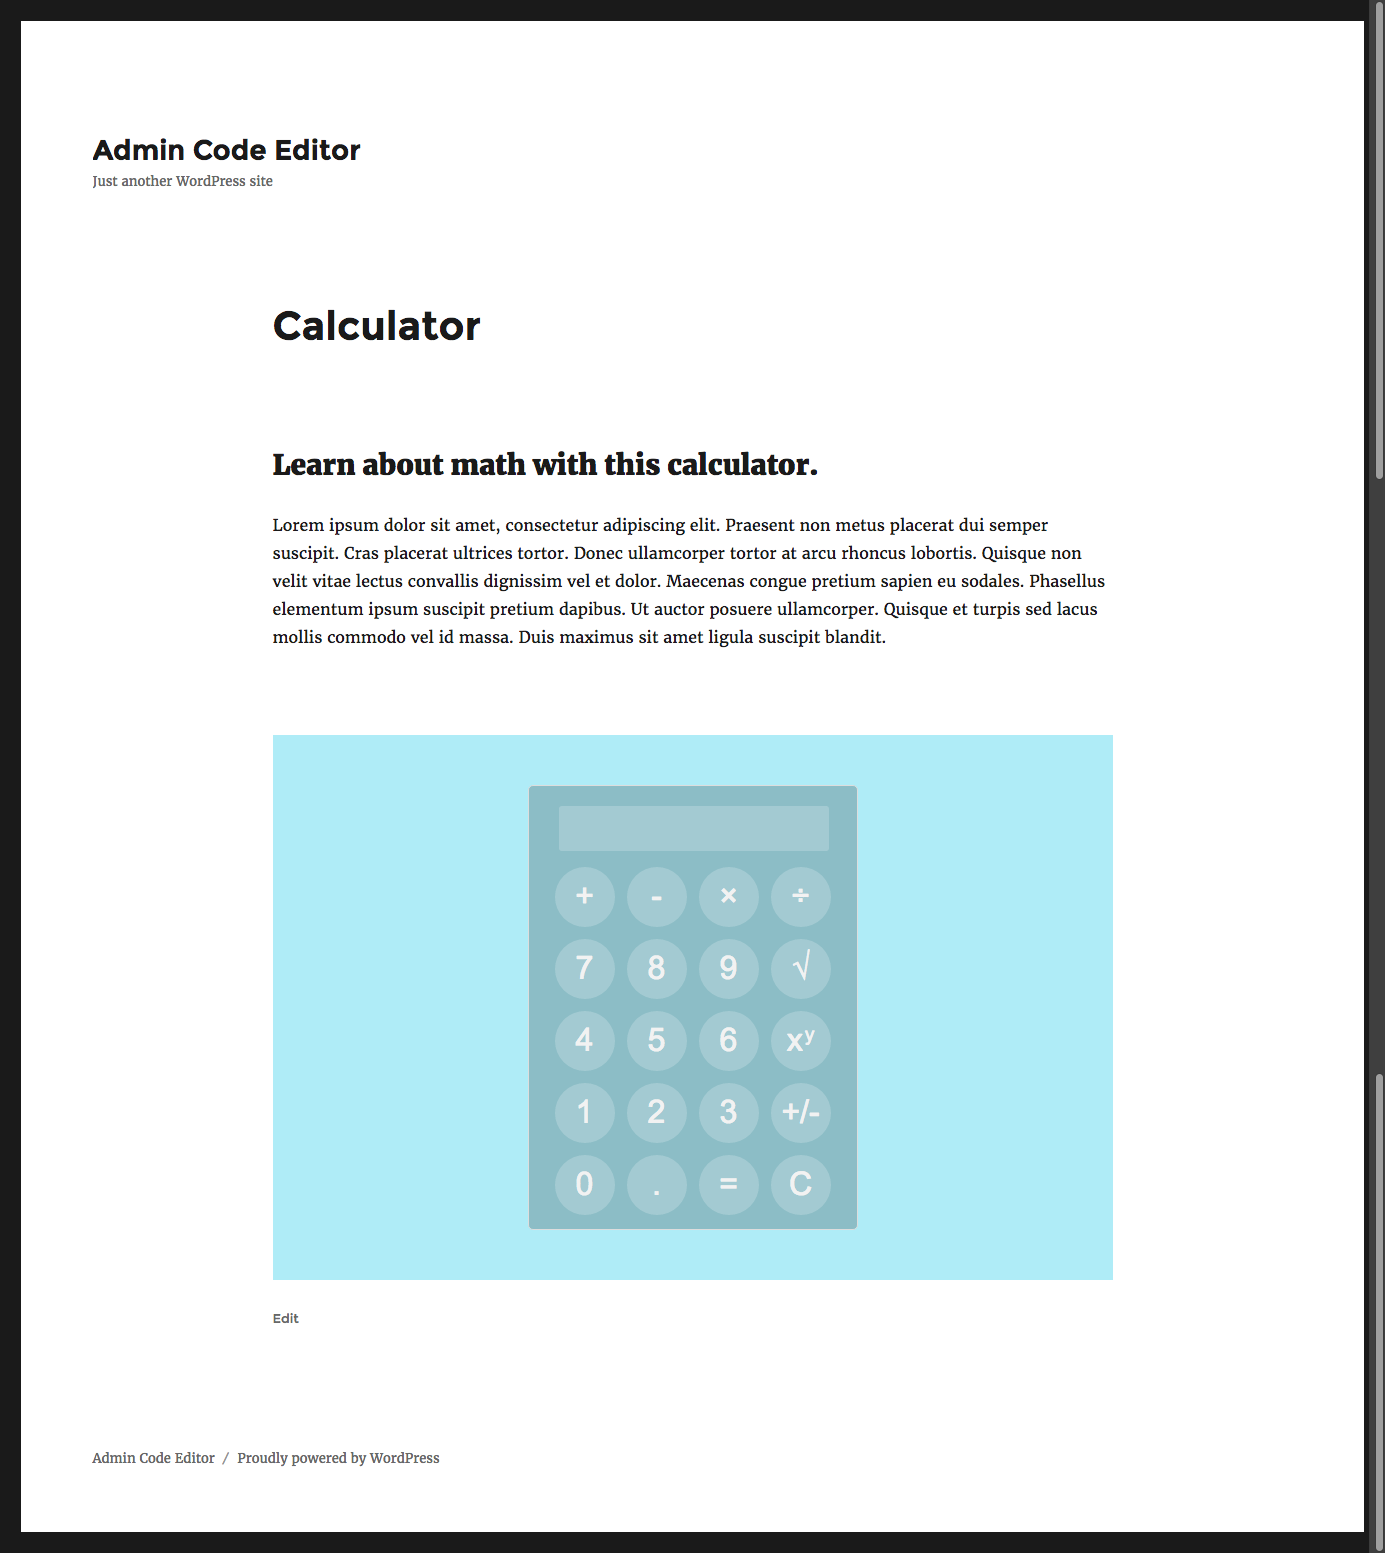 Admin Code Editor
Just another WordPress site
Calculator
Learn about math with this calculator.
Lorem ipsum dolor sit amet, consectetur adipiscing elit. Praesent non metus placerat dui semper
suscipit. Cras placerat ultrices tortor. Donec ullamcorper tortor at arcu rhoncus lobortis. Quisque non
velit vitae lectus convallis dignissim vel et dolor. Maecenas congue pretium sapien eu sodales. Phasellus
elementum ipsum suscipit pretium dapibus. Ut auctor posuere ullamcorper. Quisque et turpis sed lacus
mollis commodo vel id massa. Duis maximus sit amet ligula suscipit blandit.
+ - × ÷
7 8 9 √
4 5 6 xʸ
1 2 3 +/-
0 . = C
Edit
Admin Code Editor / Proudly powered by WordPress